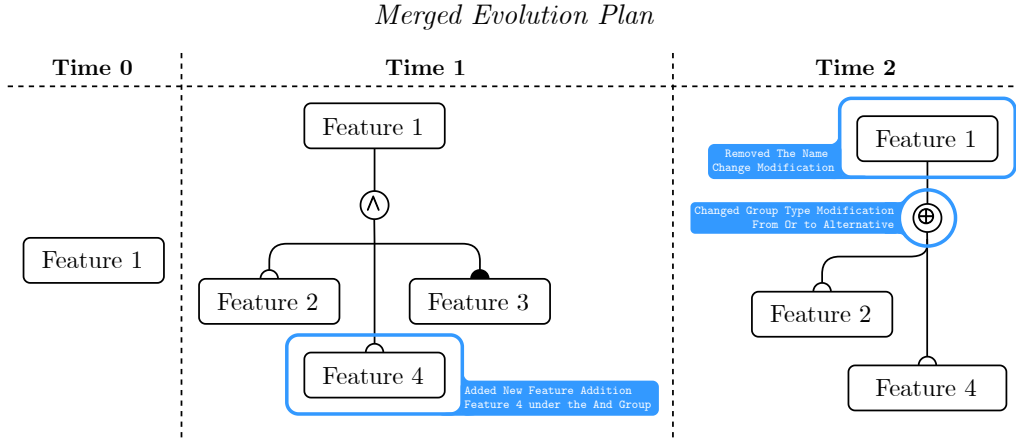 Merged Evolution Plan
Time 0
Time 1
Time 2
Feature 1
Feature 1
∧
Feature 2
Feature 3
Feature 4
Added New Feature Addition
Feature 4 under the And Group
Feature 1
Removed The Name
Change Modification
Changed Group Type Modification
From Or to Alternative
⊕
Feature 2
Feature 4